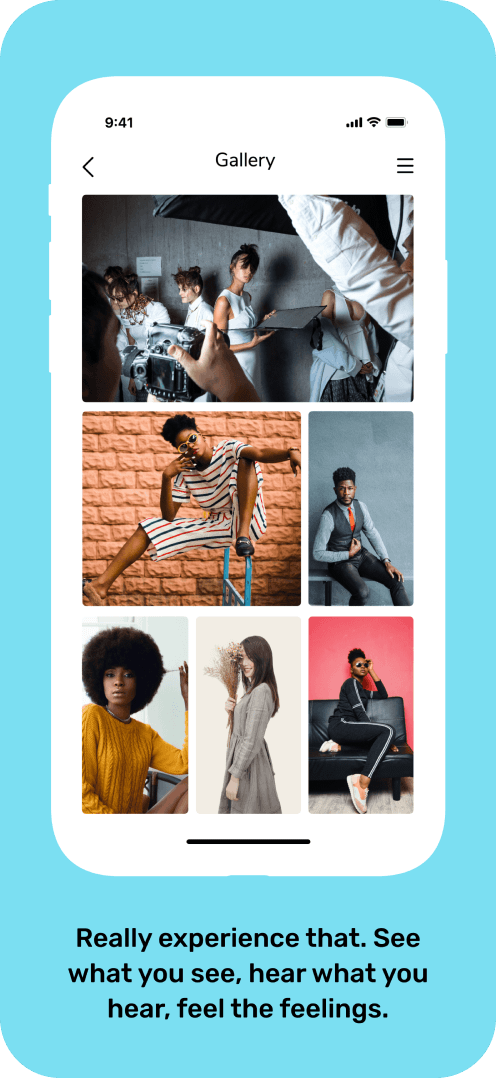 9:41
Gallery
Really experience that. See
what you see, hear what you
hear, feel the feelings.